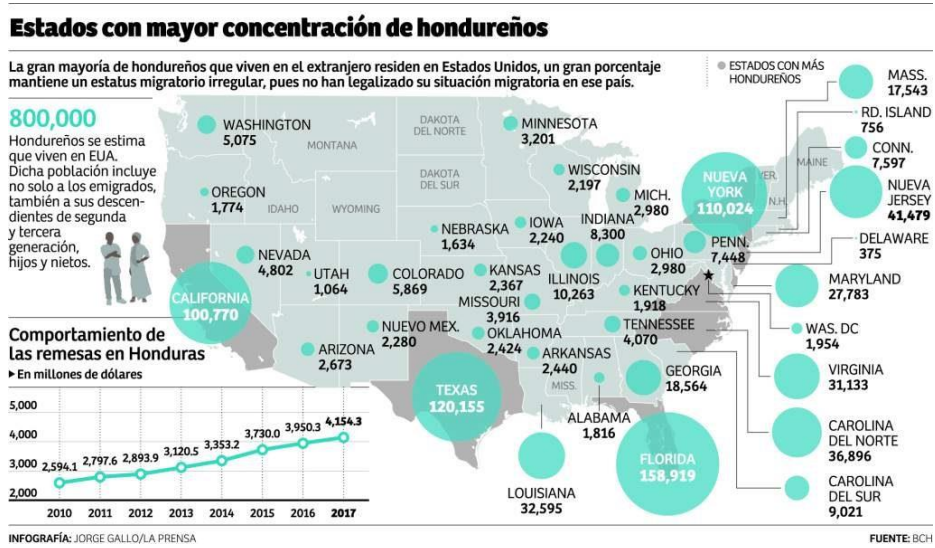 Estados con mayor concentración de hondureños
La gran mayoría de hondureños que viven en el extranjero residen en Estados Unidos, un gran porcentaje
mantiene un estatus migratorio irregular, pues no han legalizado su situación migratoria en ese país.
ESTADOS CON MÁS
HONDUREÑOS
800,000
Hondureños se estima
que viven en EUA.
Dicha población incluye
no solo a los emigrados,
también a sus descen-
dientes de segunda
y tercera
generación,
hijos y nietos.
WASHINGTON
5,075
MONTANA
DAKOTA
DEL NORTE
MINNESOTA
3,201
MASS.
17,543
RD. ISLAND
756
CONN.
7,597
NUEVA
JERSEY
41,479
DELAWARE
375
MARYLAND
27,783
WAS. DC
1,954
VIRGINIA
31,133
CAROLINA
DEL NORTE
36,896
CAROLINA
DEL SUR
9,021
OREGON
1,774
IDAHO
WYOMING
DAKOTA
DEL SUR
WISCONSIN
2,197
MICH.
2,980
NUEVA
YORK
110,024
VER.
N.H.
MAINE
NEBRASKA
1,634
IOWA
2,240
INDIANA
8,300
OHIO
2,980
PENN.
7,448
NEVADA
4,802
UTAH
1,064
COLORADO
5,869
KANSAS
2,367
ILLINOIS
10,263
KENTUCKY
1,918
CALIFORNIA
100,770
MISSOURI
3,916
NUEVO MEX.
2,280
OKLAHOMA
2,424
TENNESSEE
4,070
ARIZONA
2,673
ARKANSAS
2,440
GEORGIA
18,564
TEXAS
120,155
MISS.
ALABAMA
1,816
LOUISIANA
32,595
FLORIDA
158,919
Comportamiento de
las remesas en Honduras
En millones de dólares
5,000
4,000
3,000
2,000
2,594.1 2,797.6 2,893.9 3,120.5 3,353.2 3,730.0 3,950.3 4,154.3
2010 2011 2012 2013 2014 2015 2016 2017
INFOGRAFÍA: JORGE GALLO/LA PRENSA
FUENTE: BCH